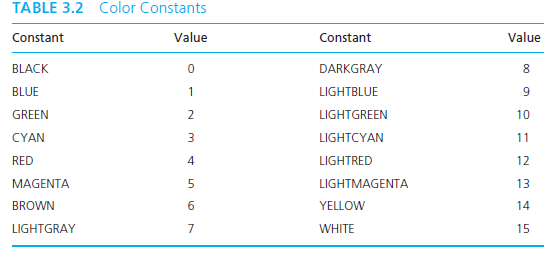 TABLE 3.2 Color Constants
Constant Value Constant Value
BLACK 0 DARKGRAY 8
BLUE 1 LIGHTBLUE 9
GREEN 2 LIGHTGREEN 10
CYAN 3 LIGHTCYAN 11
RED 4 LIGHTRED 12
MAGENTA 5 LIGHTMAGENTA 13
BROWN 6 YELLOW 14
LIGHTGRAY 7 WHITE 15